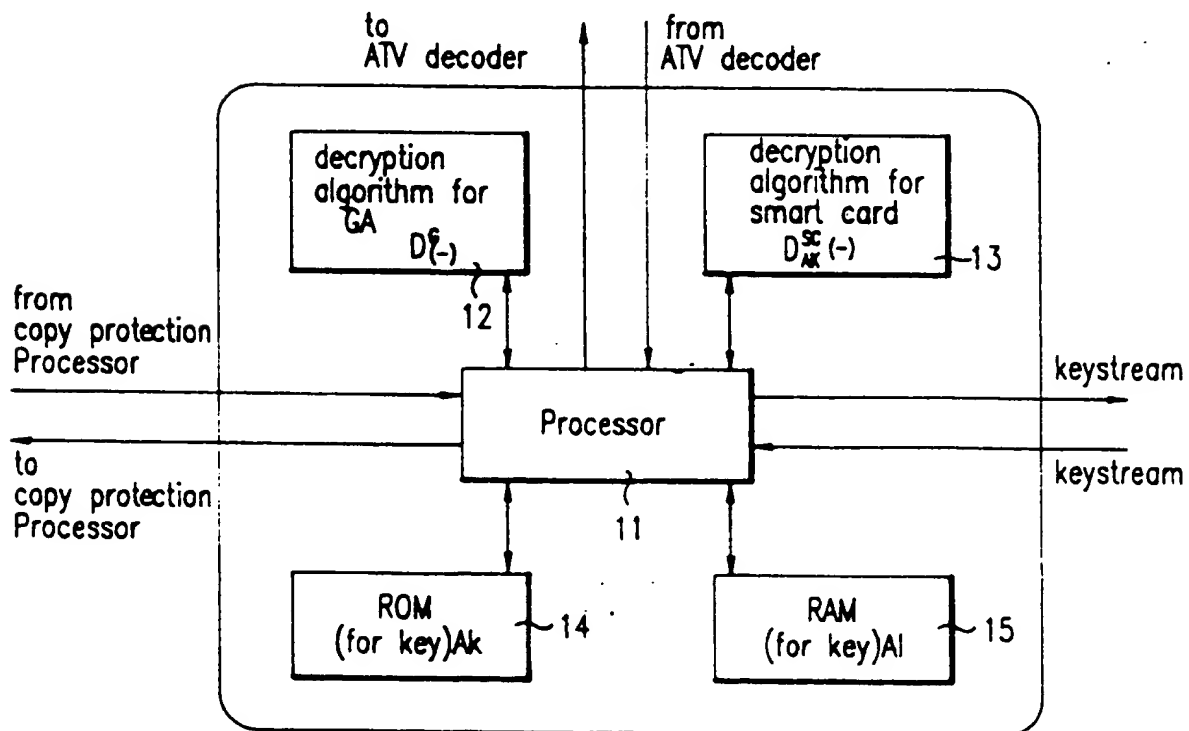 to
ATV decoder
from
ATV decoder
decryption
algorithm for
GA
D^G(-)
12
decryption
algorithm for
smart card
D^SC_AK(-)
13
from
copy protection
Processor
Processor
11
keystream
keystream
to
copy protection
Processor
ROM
(for key)Ak
14
RAM
(for key)Al
15